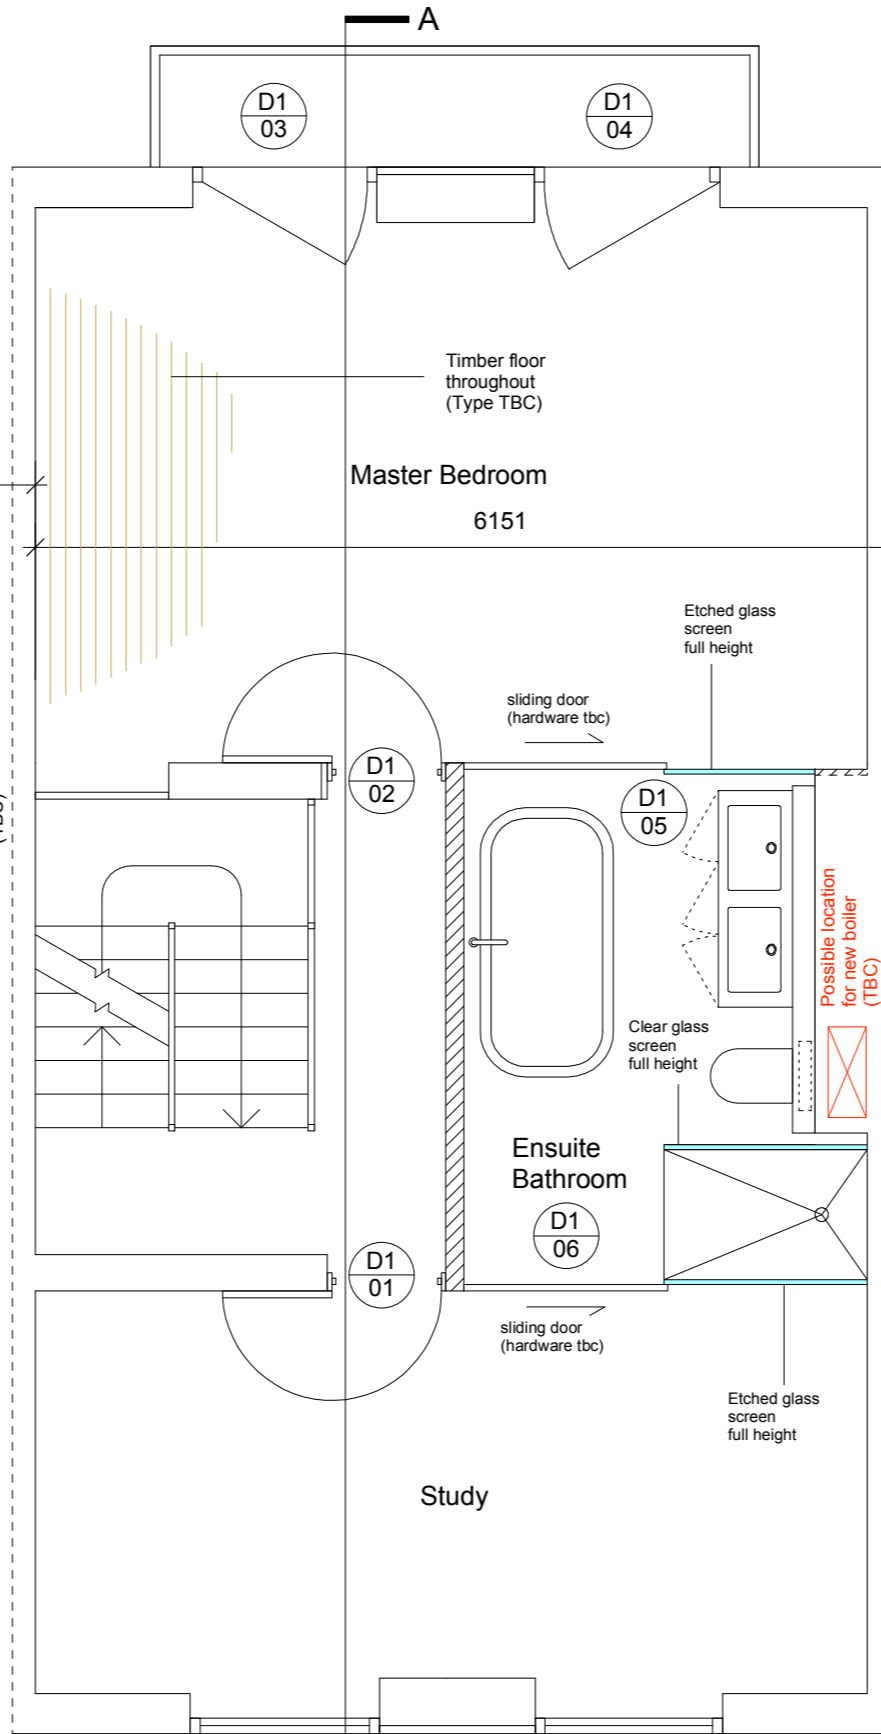 A
D1
03
D1
04
Timber floor
throughout
(Type TBC)
Master Bedroom
6151
Etched glass
screen
full height
sliding door
(hardware tbc)
D1
02
D1
05
Possible location
for new boiler
(TBC)
Clear glass
screen
full height
Ensuite
Bathroom
D1
06
D1
01
sliding door
(hardware tbc)
Etched glass
screen
full height
Study